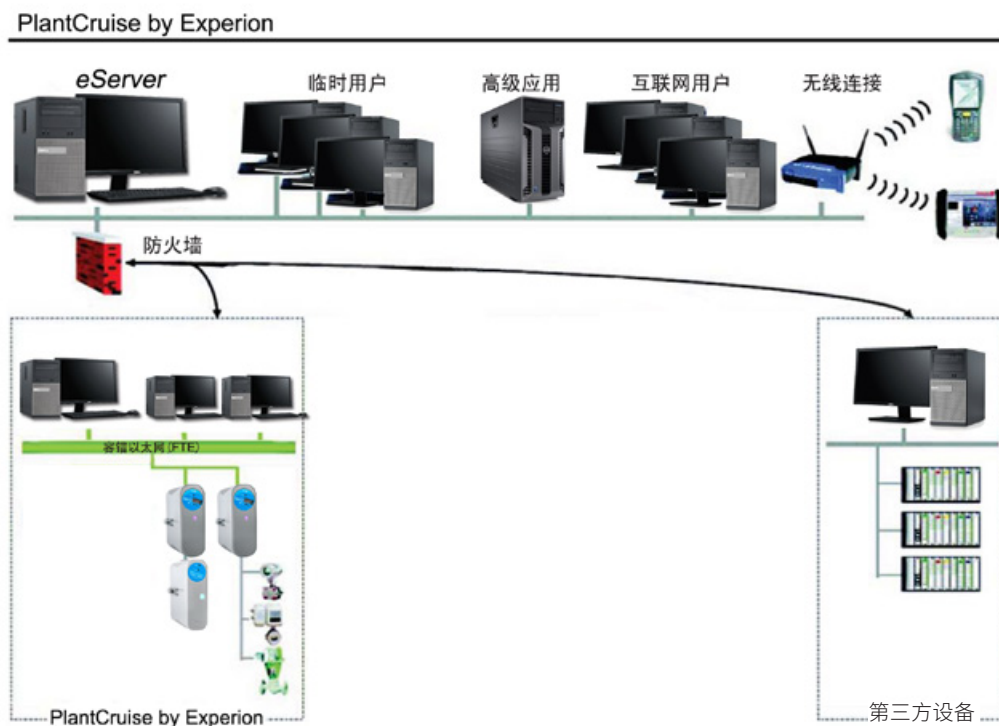 PlantCruise by Experion
eServer
临时用户
高级应用
互联网用户
无线连接
防火墙
容错以太网(FTE)
PlantCruise by Experion
第三方设备